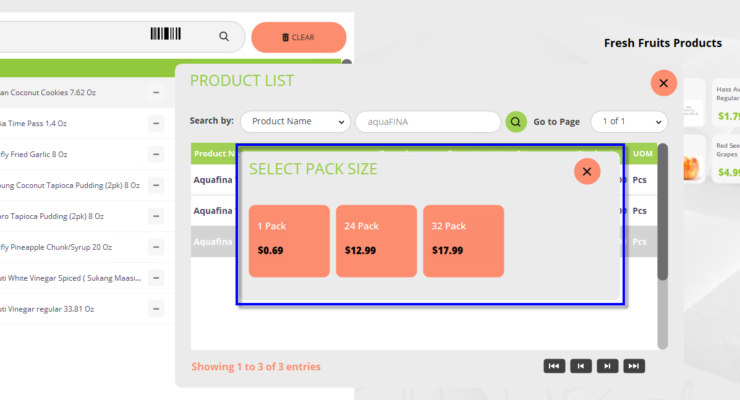 CLEAR
Fresh Fruits Products
an Coconut Cookies 7.62 Oz
ia Time Pass 1.4 Oz
fly Fried Garlic 8 Oz
ung Coconut Tapioca Pudding (2pk) 8 Oz
ro Tapioca Pudding (2pk) 8 Oz
fly Pineapple Chunk/Syrup 20 Oz
ti White Vinegar Spiced ( Sukang Maasi...
ti Vinegar regular 33.81 Oz
PRODUCT LIST
Search by:
Product Name
aquaFINA
Go to Page
1 of 1
Product N
UOM
Aquafina
Pcs
Aquafina
Pcs
Aquafina
Pcs
SELECT PACK SIZE
1 Pack
$0.69
24 Pack
$12.99
32 Pack
$17.99
Showing 1 to 3 of 3 entries
Hass Av
Regular
$1.79
Red See
Grapes
$4.99